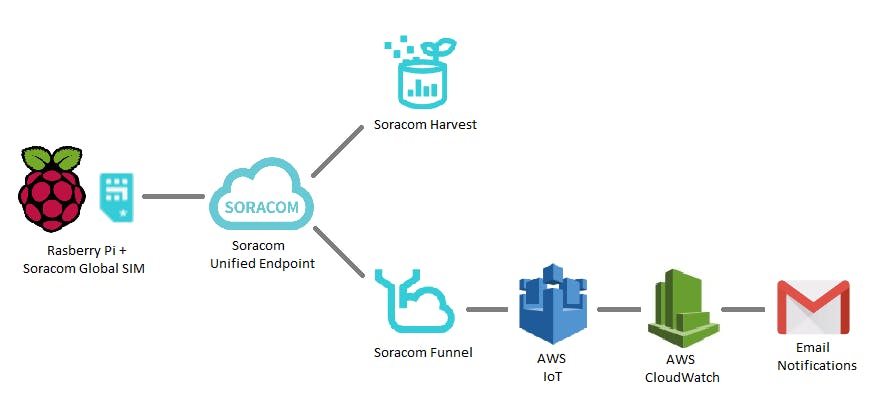 Soracom Harvest
SORACOM
Rasberry Pi +
Soracom Global SIM
Soracom
Unified Endpoint
Soracom Funnel
AWS
IoT
AWS
CloudWatch
Email
Notifications